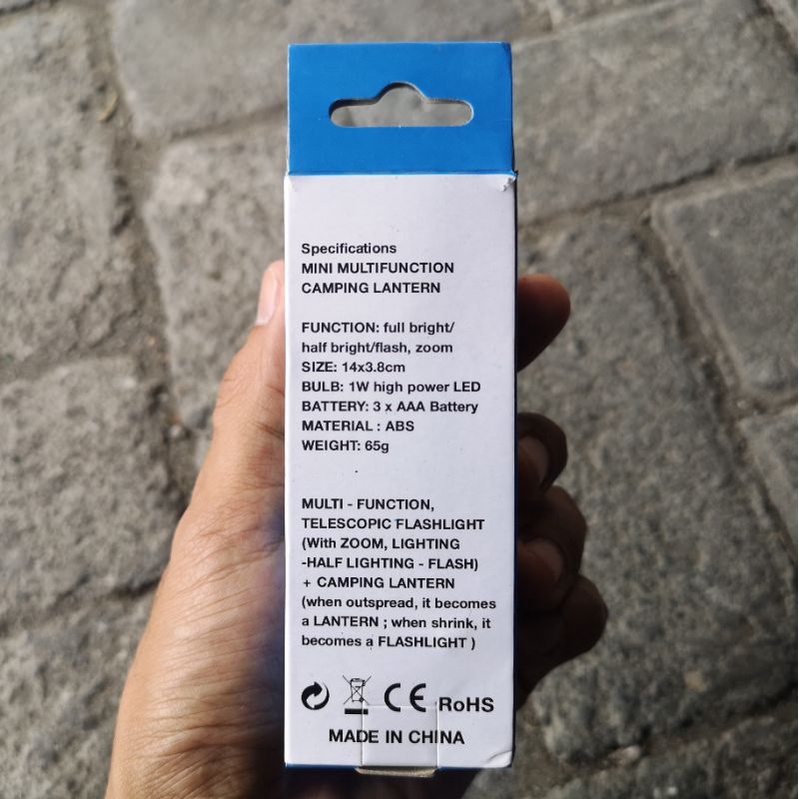 Specifications
MINI MULTIFUNCTION
CAMPING LANTERN
FUNCTION: full bright/
half bright/flash, zoom
SIZE: 14x3.8cm
BULB: 1W high power LED
BATTERY: 3 x AAA Battery
MATERIAL : ABS
WEIGHT: 65g
MULTI - FUNCTION,
TELESCOPIC FLASHLIGHT
(With ZOOM, LIGHTING
-HALF LIGHTING - FLASH)
+ CAMPING LANTERN
(when outspread, it becomes
a LANTERN ; when shrink, it
becomes a FLASHLIGHT )
CE RoHS
MADE IN CHINA